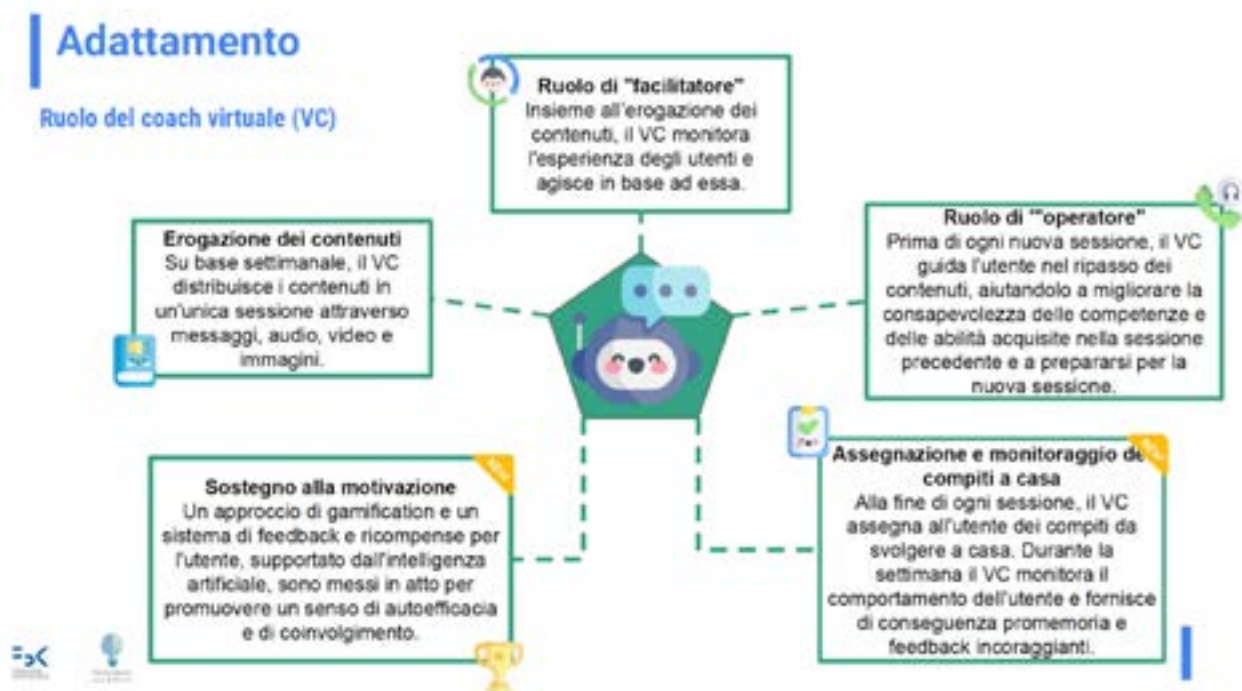 Adattamento
Ruolo del coach virtuale (VC)
Ruolo di "facilitatore"
Insieme all'erogazione dei
contenuti, il VC monitora
l'esperienza degli utenti e
agisce in base ad essa.
Erogazione dei contenuti
Su base settimanale, il VC
distribuisce i contenuti in
un'unica sessione attraverso
messaggi, audio, video e
immagini.
Ruolo di '"operatore"
Prima di ogni nuova sessione, il VC
guida l'utente nel ripasso dei
contenuti, aiutandolo a migliorare la
consapevolezza delle competenze e
delle abilità acquisite nella sessione
precedente e a prepararsi per la
nuova sessione.
Sostegno alla motivazione
Un approccio di gamification e un
sistema di feedback e ricompense per
l'utente, supportato dall'intelligenza
artificiale, sono messi in atto per
promuovere un senso di autoefficacia
e di coinvolgimento.
NEW
Assegnazione e monitoraggio de
compiti a casa
Alla fine di ogni sessione, il VC
assegna all'utente dei compiti da
svolgere a casa. Durante la
settimana il VC monitora il
comportamento dell'utente e fornisce
di conseguenza promemoria e
feedback incoraggianti.
NEW
FBK